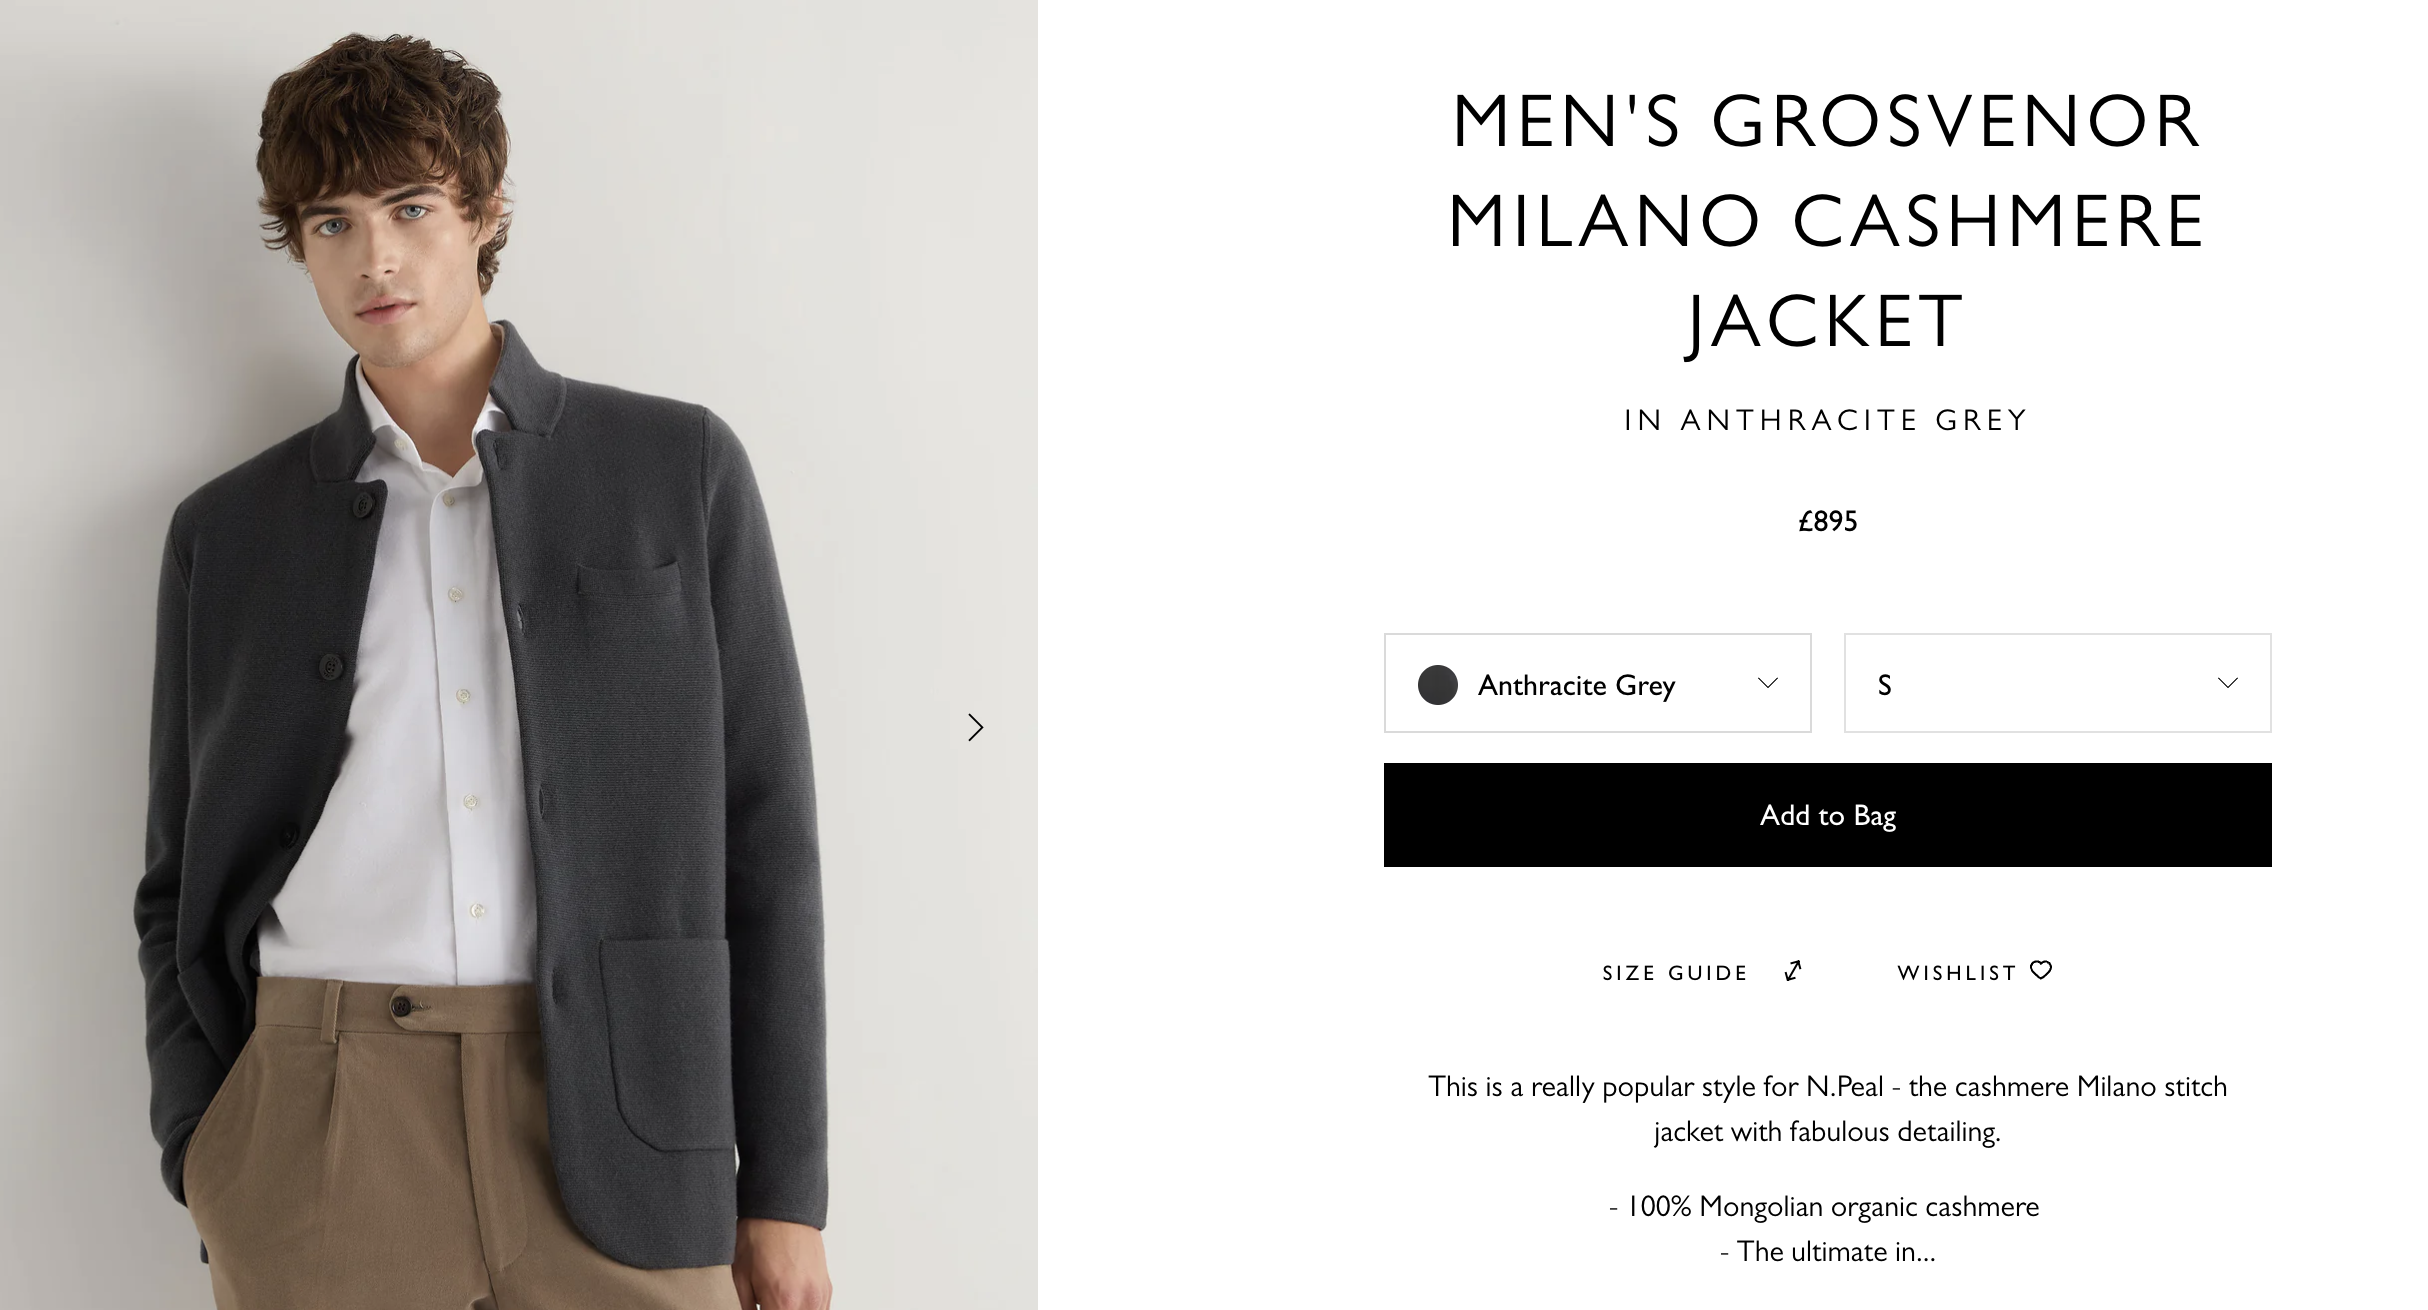 MEN'S GROSVENOR
MILANO CASHMERE
JACKET
IN ANTHRACITE GREY
£895
Anthracite Grey
S
Add to Bag
SIZE GUIDE
WISHLIST
This is a really popular style for N.Peal - the cashmere Milano stitch
jacket with fabulous detailing.
- 100% Mongolian organic cashmere
- The ultimate in...